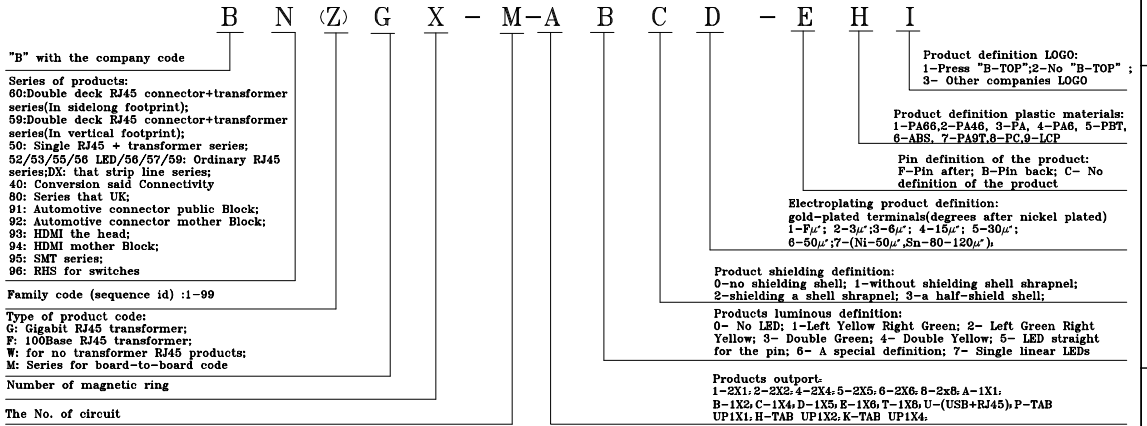 B N (Z) G X - M-A B C D - E H I
"B" with the company code
Series of products:
60:Double deck RJ45 connector+transformer
series(In sidelong footprint);
59:Double deck RJ45 connector+transformer
series(In vertical footprint);
50: Single RJ45 + transformer series;
52/53/55/56 LED/56/57/59: Ordinary RJ45
series;DX: that strip line series;
40: Conversion said Connectivity
80: Series that UK;
91: Automotive connector public Block;
92: Automotive connector mother Block;
93: HDMI the head;
94: HDMI mother Block;
95: SMT series;
96: RHS for switches
Family code (sequence id) :1-99
Type of product code:
G: Gigabit RJ45 transformer;
F: 100Base RJ45 transformer;
W: for no transformer RJ45 products;
M: Series for board-to-board code
Number of magnetic ring
The No. of circuit
Product definition LOGO:
1-Press "B-TOP";2-No "B-TOP" ;
3- Other companies LOGO
Product definition plastic materials:
1-PA66,2-PA46, 3-PA, 4-PA6, 5-PBT,
6-ABS, 7-PA9T,8-PC,9-LCP
Pin definition of the product:
F-Pin after; B-Pin back; C- No
definition of the product
Electroplating product definition:
gold-plated terminals(degrees after nickel plated)
1-Fμ"; 2-3μ";3-6μ"; 4-15μ"; 5-30μ";
6-50μ";7-(Ni-50μ",Sn-80-120μ");
Product shielding definition:
0-no shielding shell; 1-without shielding shell shrapnel;
2-shielding a shell shrapnel; 3-a half-shield shell;
Products luminous definition:
0- No LED; 1-Left Yellow Right Green; 2- Left Green Right
Yellow; 3- Double Green; 4- Double Yellow; 5- LED straight
for the pin; 6- A special definition; 7- Single linear LEDs
Products outport:
1-2X1; 2-2X2; 4-2X4; 5-2X5; 6-2X6; 8-2x8; A-1X1;
B-1X2; C-1X4; D-1X5; E-1X6; T-1X8; U-(USB+RJ45); P-TAB
UP1X1; H-TAB UP1X2; K-TAB UP1X4;